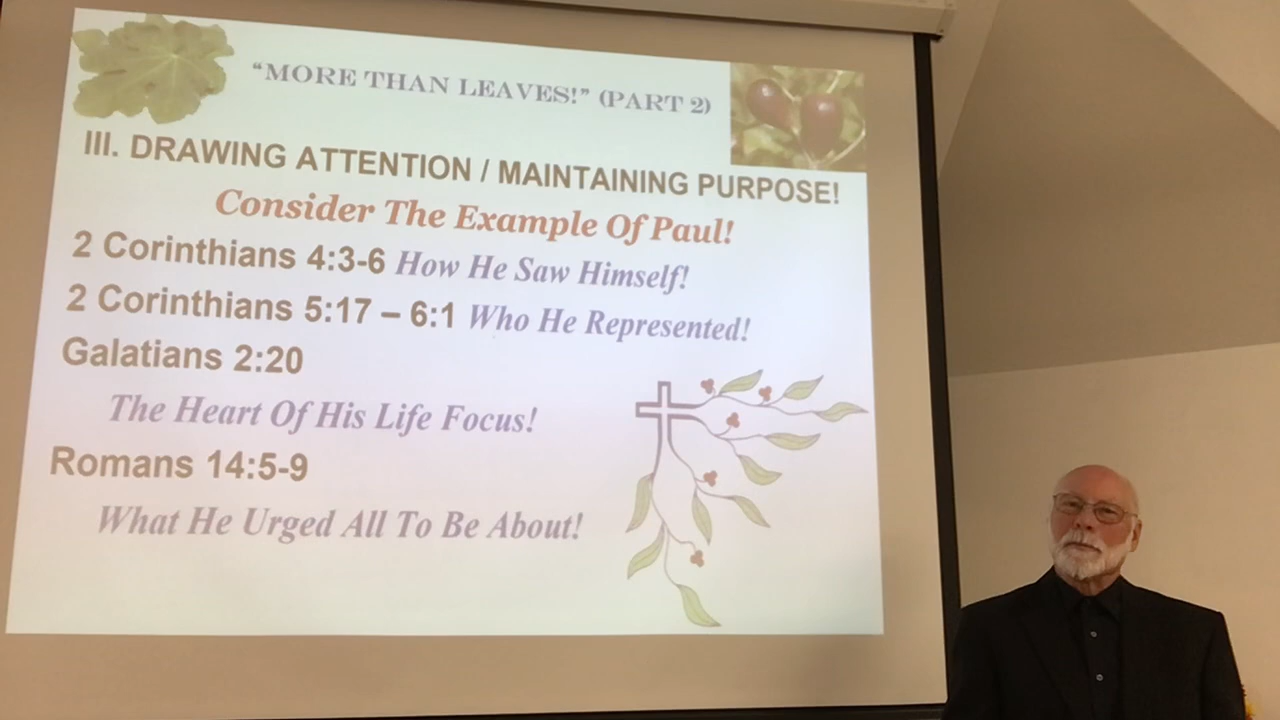 “MORE THAN LEAVES!” (PART 2)
III. DRAWING ATTENTION / MAINTAINING PURPOSE!
Consider The Example Of Paul!
2 Corinthians 4:3-6 How He Saw Himself!
2 Corinthians 5:17 – 6:1 Who He Represented!
Galatians 2:20
The Heart Of His Life Focus!
Romans 14:5-9
What He Urged All To Be About!